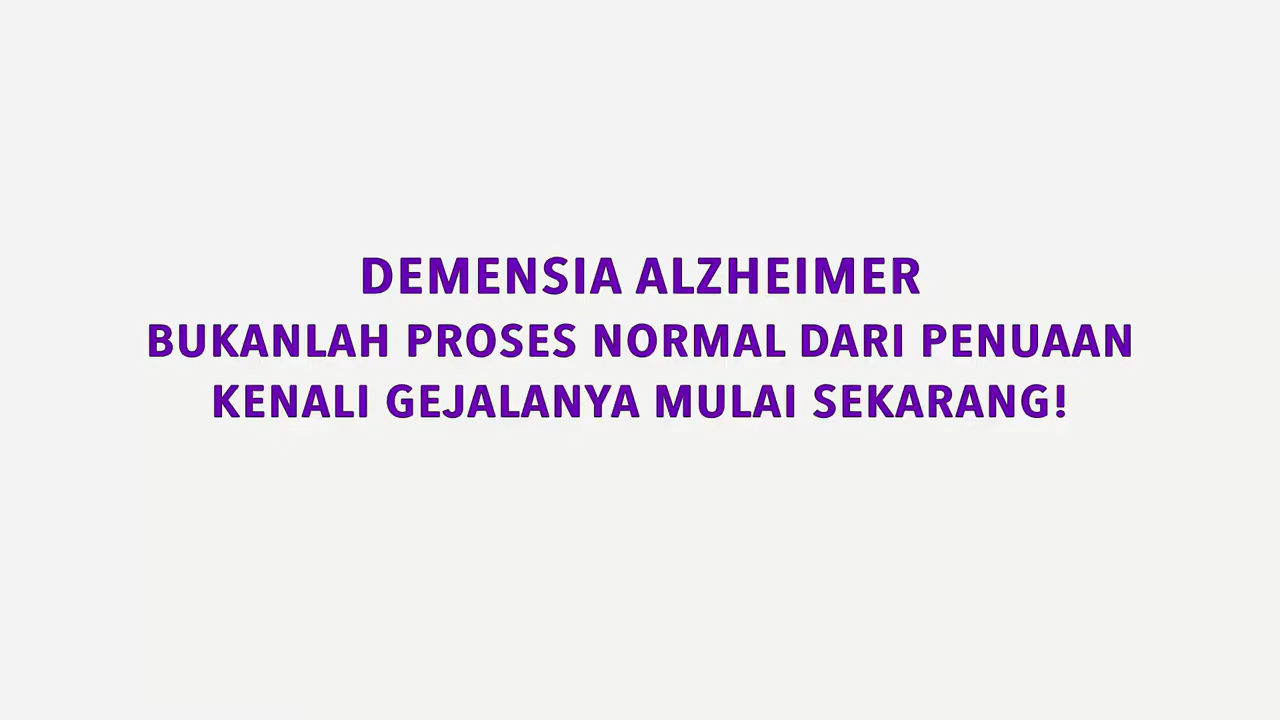 DEMENSIA ALZHEIMER
BUKANLAH PROSES NORMAL DARI PENUAAN
KENALI GEJALANYA MULAI SEKARANG!